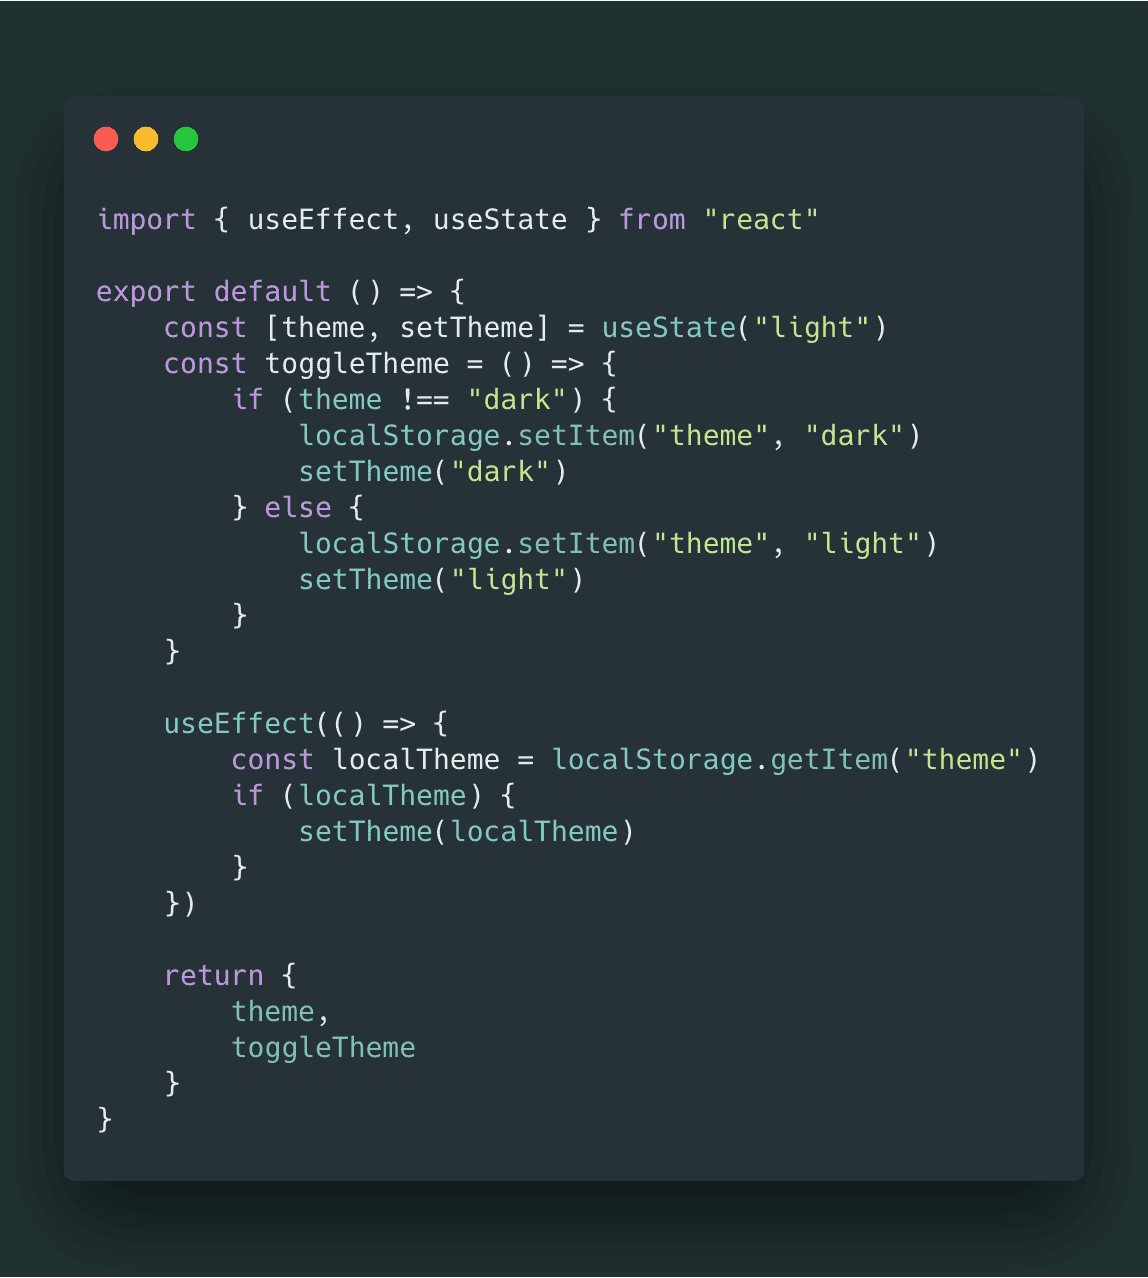 import { useEffect, useState } from "react"

export default () => {
    const [theme, setTheme] = useState("light")
    const toggleTheme = () => {
        if (theme !== "dark") {
            localStorage.setItem("theme", "dark")
            setTheme("dark")
        } else {
            localStorage.setItem("theme", "light")
            setTheme("light")
        }
    }

    useEffect(() => {
        const localTheme = localStorage.getItem("theme")
        if (localTheme) {
            setTheme(localTheme)
        }
    })

    return {
        theme,
        toggleTheme
    }
}